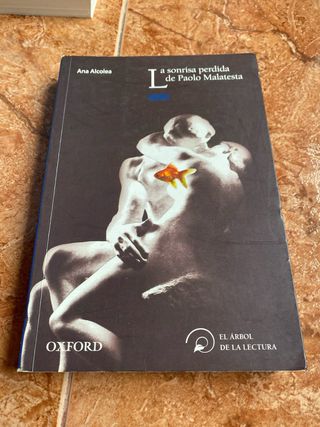 Ana Alcolea
La sonrisa perdida
de Paolo Malatesta
OXFORD
EL ÁRBOL
DE LA LECTURA